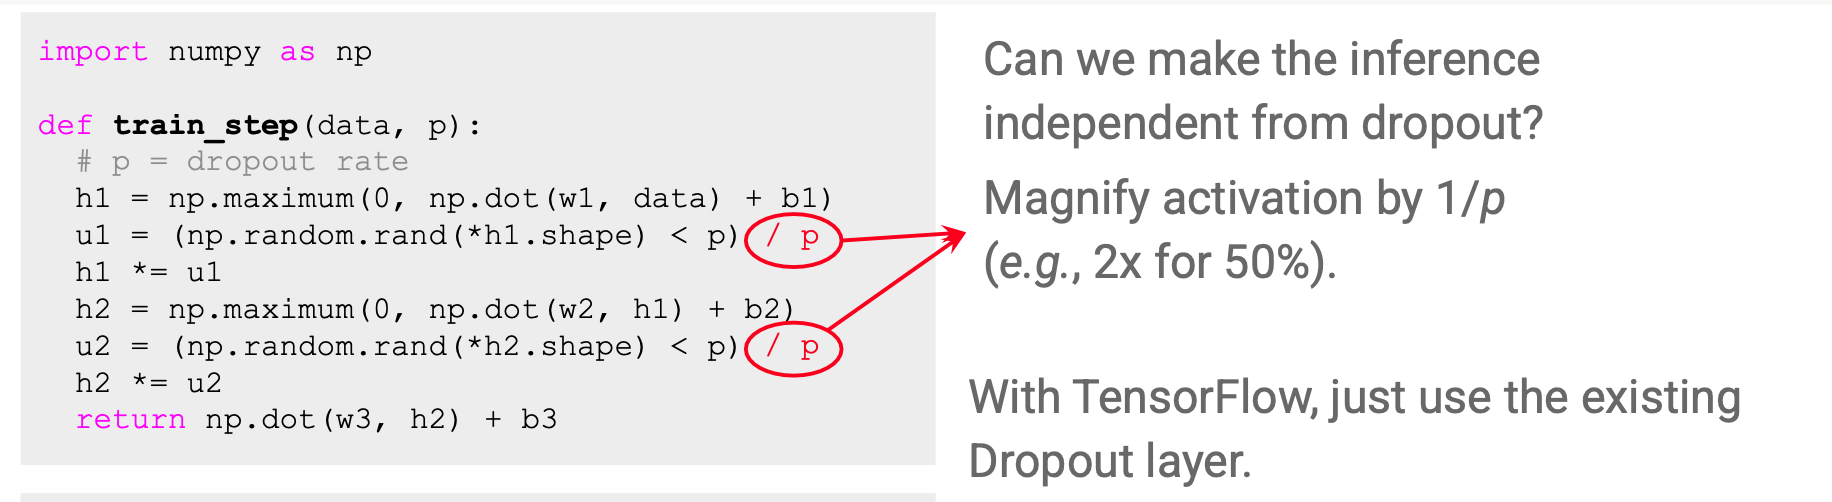 import numpy as np
def train_step(data, p):
# p = dropout rate
h1 = np.maximum(0, np.dot(w1, data) + b1)
u1 = (np.random.rand(*h1.shape) < p) / p
h1 *= u1
h2 = np.maximum(0, np.dot(w2, h1) + b2)
u2 = (np.random.rand(*h2.shape) < p) / p
h2 *= u2
return np.dot(w3, h2) + b3
Can we make the inference
independent from dropout?
Magnify activation by 1/p
(e.g., 2x for 50%).
With TensorFlow, just use the existing
Dropout layer.